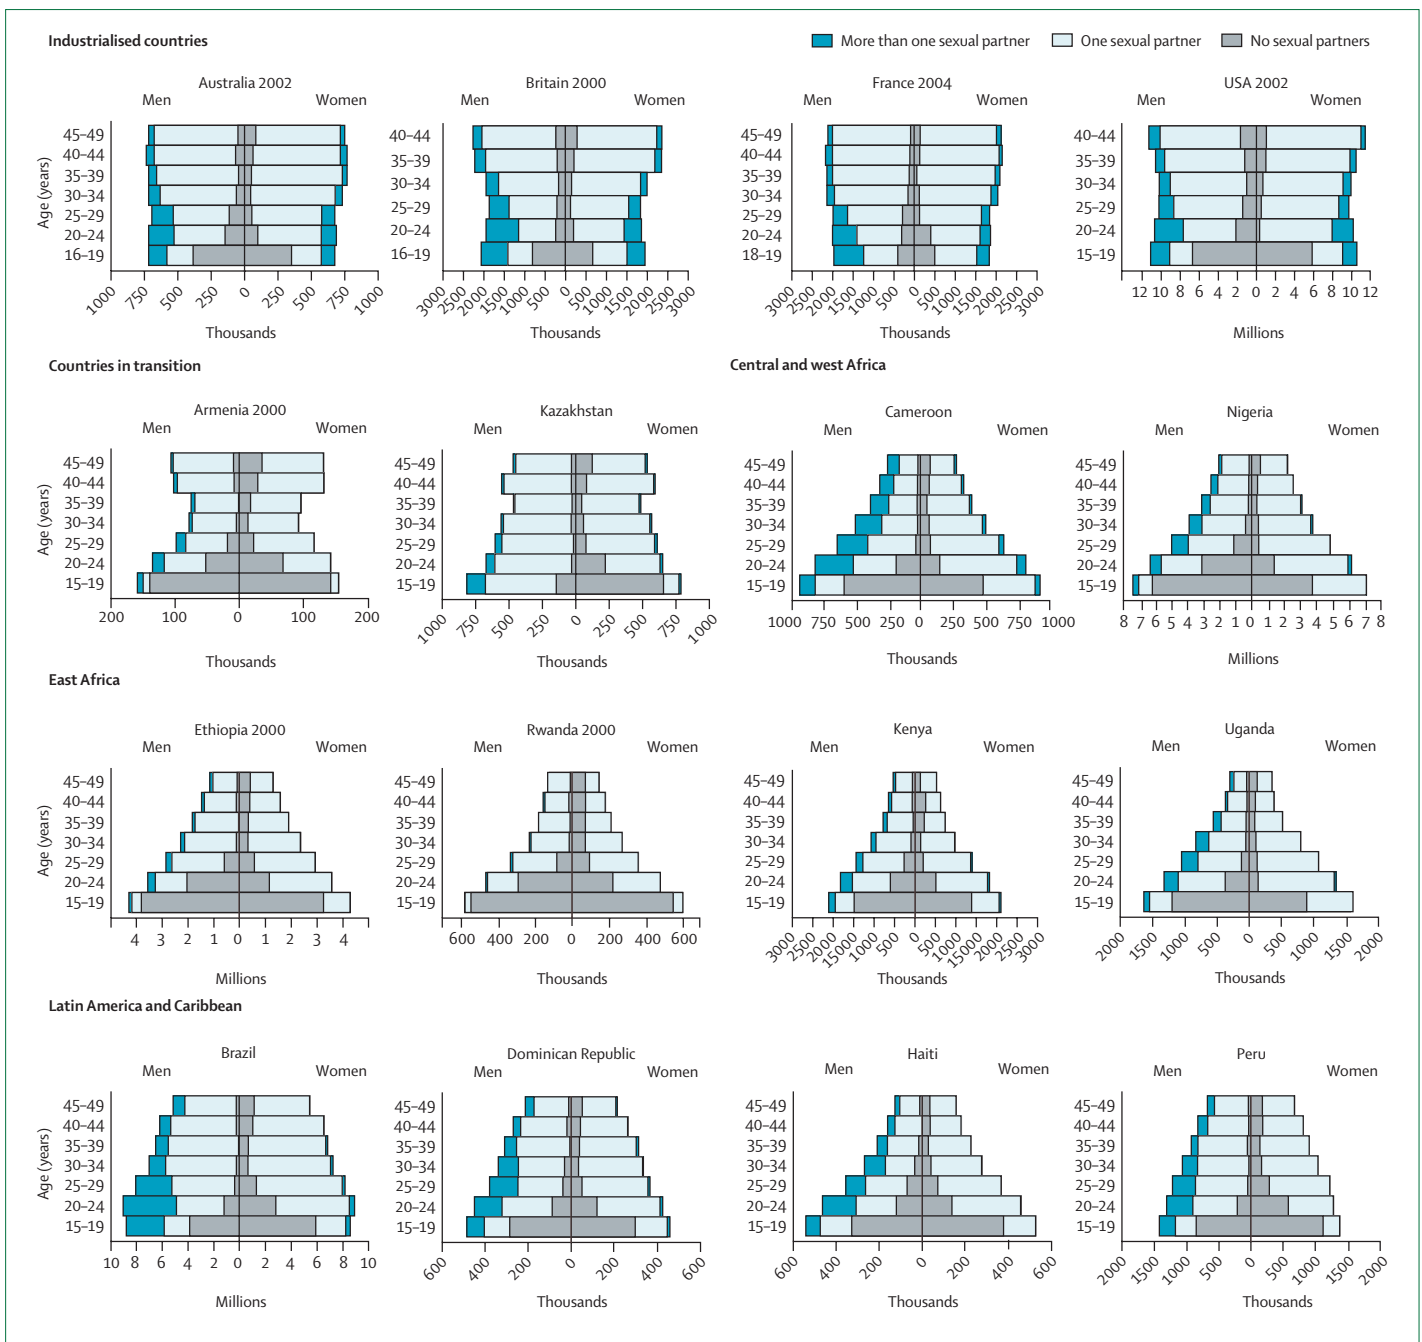 Industrialised countries
More than one sexual partner One sexual partner No sexual partners
Australia 2002 Britain 2000 France 2004 USA 2002
Men Women Men Women Men Women Men Women
Age (years)
45–49 40–44 45–49 40–44
40–44 35–39 40–44 35–39
35–39 30–34 39–39 30–34
30–34 25–29 30–34 25–29
25–29 20–24 25–29 20–24
20–24 16–19 20–24 15–19
16–19 18–19
1000 750 500 250 0 250 500 750 1000 3000 2500 2000 1500 1000 500 0 500 1000 1500 2000 2500 3000 3000 2500 2000 1500 1000 500 0 500 1000 1500 2000 2500 3000 12 10 8 6 4 2 0 2 4 6 8 10 12
Thousands Thousands Thousands Millions
Countries in transition Central and west Africa
Armenia 2000 Kazakhstan Cameroon Nigeria
Men Women Men Women Men Women Men Women
Age (years)
45–49 45–49 45–49 45–49
40–44 40–44 40–44 40–44
35–39 35–39 35–39 35–39
30–34 30–34 30–34 30–34
25–29 25–29 25–29 25–29
20–24 20–24 20–24 20–24
15–19 15–19 15–19 15–19
200 100 0 100 200 1000 750 500 250 0 250 500 750 1000 1000 750 500 250 0 250 500 750 1000 8 7 6 5 4 3 2 1 0 1 2 3 4 5 6 7 8
Thousands Thousands Thousands Millions
East Africa
Ethiopia 2000 Rwanda 2000 Kenya Uganda
Men Women Men Women Men Women Men Women
Age (years)
45–49 45–49 45–49 45–49
40–44 40–44 40–44 40–44
35–39 35–39 35–39 35–39
30–34 30–34 30–34 30–34
25–29 25–29 25–29 25–29
20–24 20–24 20–24 20–24
15–19 15–19 15–19 15–19
4 3 2 1 0 1 2 3 4 600 400 200 0 200 400 600 3000 2500 2000 15000 1000 500 0 500 1000 15000 2000 2500 3000 2000 1500 1000 500 0 500 1000 1500 2000
Millions Thousands Thousands Thousands
Latin America and Caribbean
Brazil Dominican Republic Haiti Peru
Men Women Men Women Men Women Men Women
Age (years)
45–49 45–49 45–49 45–49
40–44 40–44 40–44 40–44
35–39 35–39 35–39 35–39
30–34 30–34 30–34 30–34
25–29 25–29 25–29 25–29
20–24 20–24 20–24 20–24
15–19 15–19 15–19 15–19
10 8 6 4 2 0 2 4 6 8 10 600 400 200 0 200 400 600 600 400 200 0 200 400 600 2000 1500 1000 500 0 500 1000 1500 2000
Millions Thousands Thousands Thousands